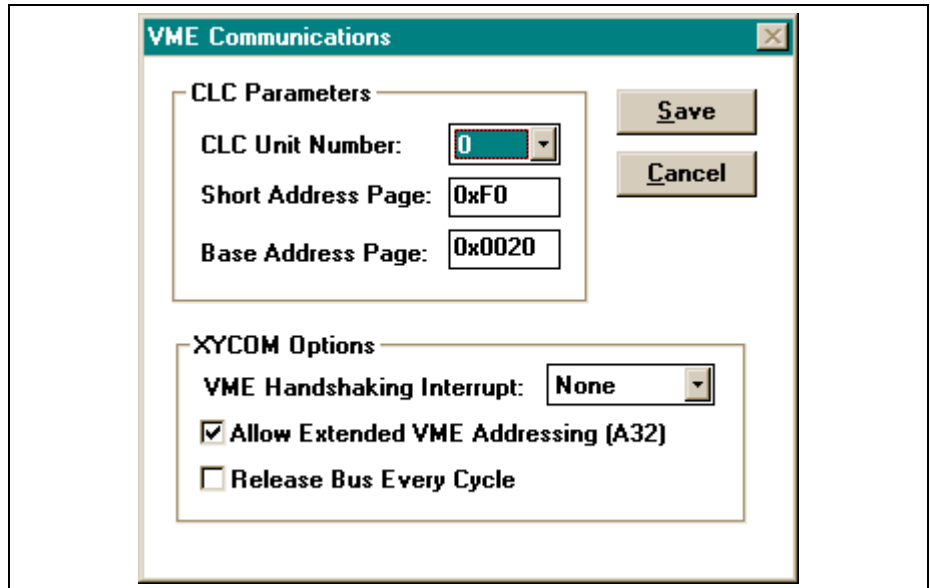 VME Communications
CLC Parameters
CLC Unit Number: 0
Short Address Page: 0xF0
Base Address Page: 0x0020
Save
Cancel
XYCOM Options
VME Handshaking Interrupt: None
Allow Extended VME Addressing (A32)
Release Bus Every Cycle